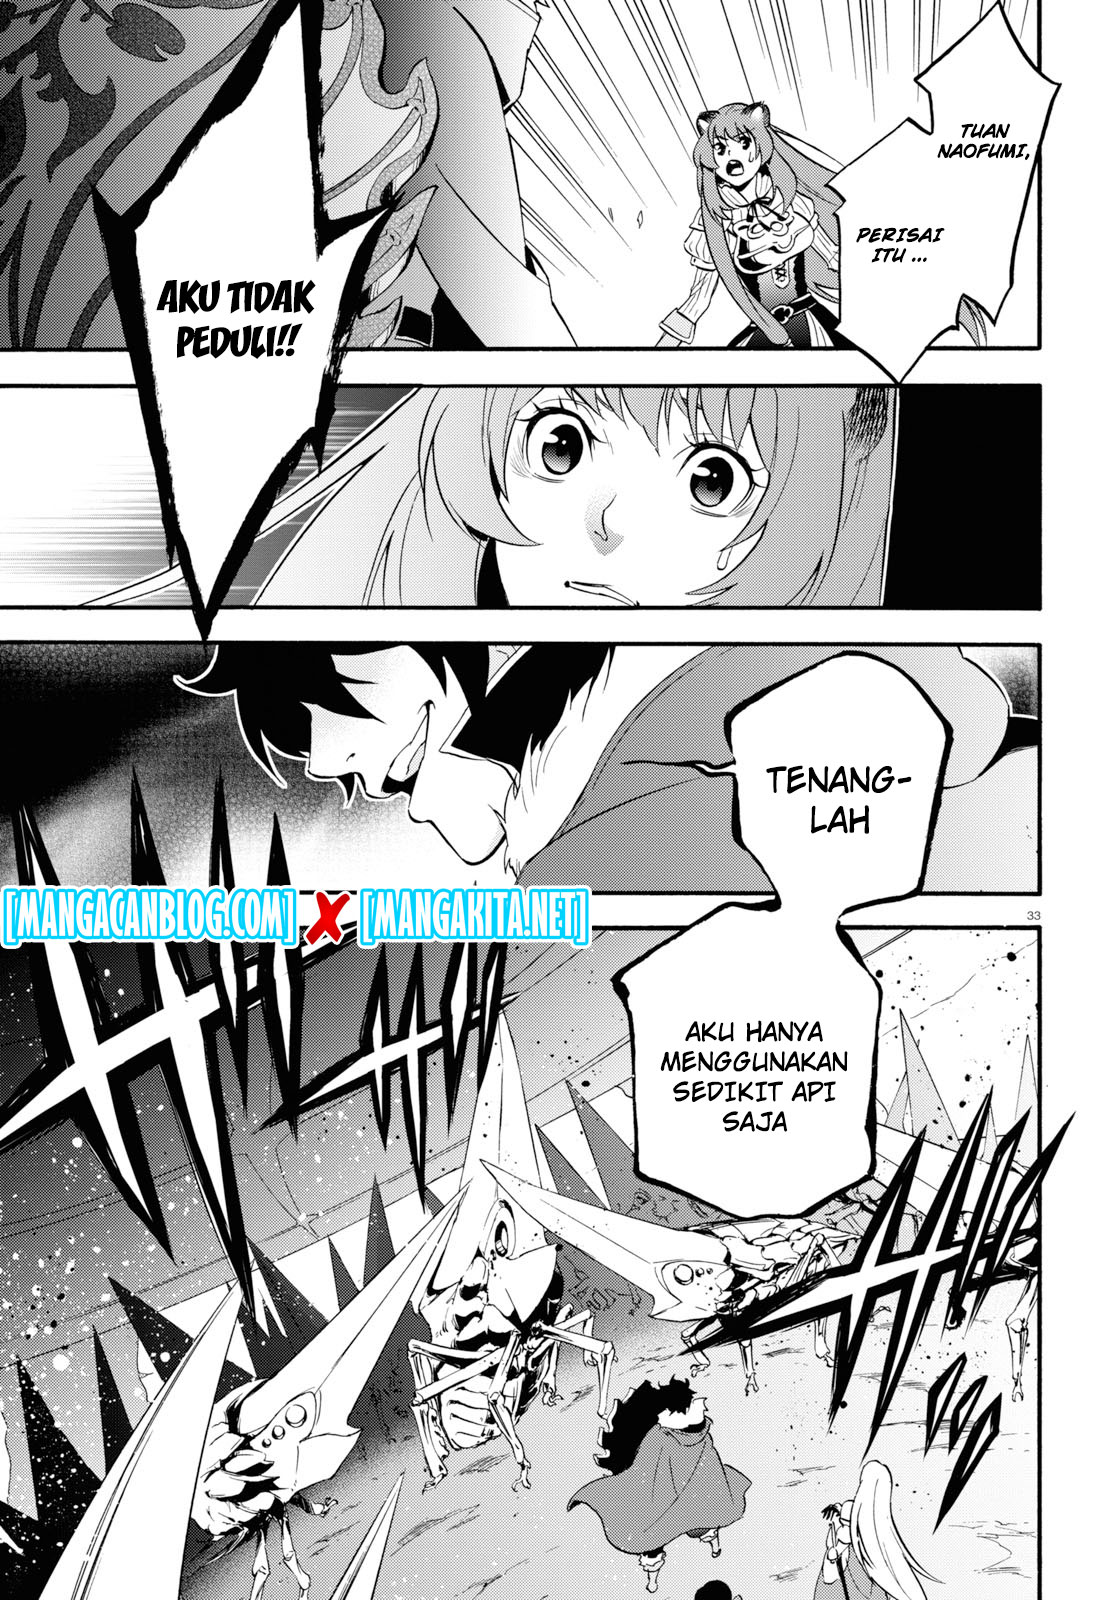 TUAN
NAOFUMI,
PERISAI
ITU ...
AKU TIDAK
PEDULI!!
TENANG-
LAH
33
[MANGACANBLOG.COM] X [MANGAKITA.NET]
AKU HANYA
MENGGUNAKAN
SEDIKIT API
SAJA